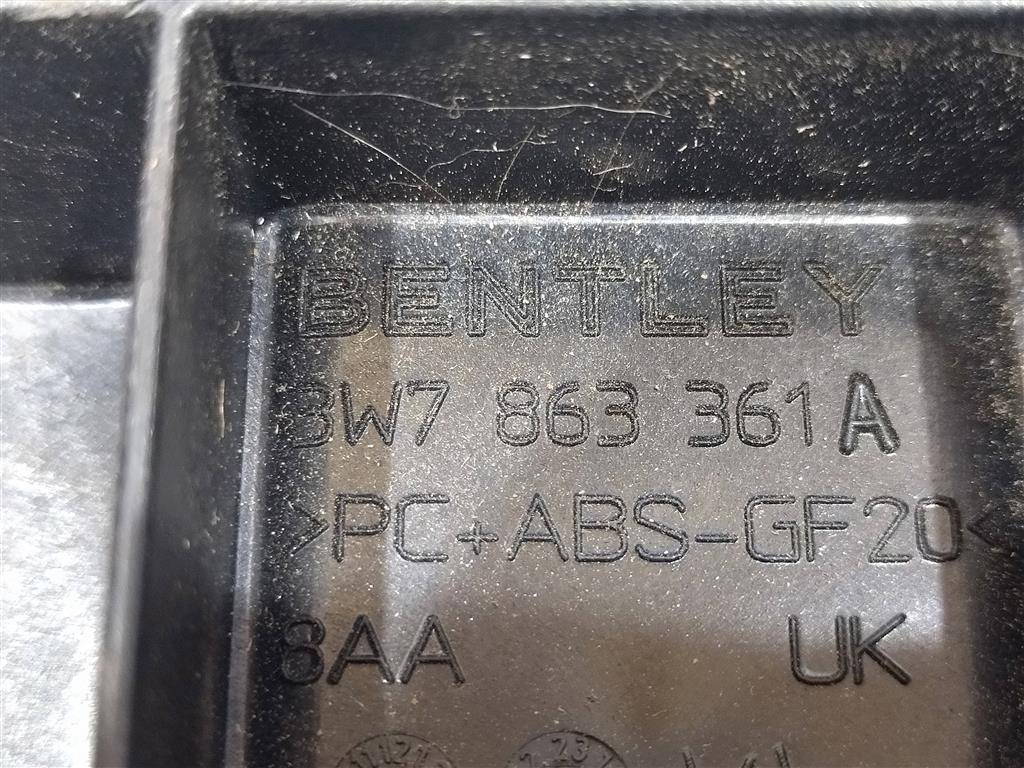 BENTLEY
3W7 863 361 A
>PC+ABS-GF20<
8AA UK